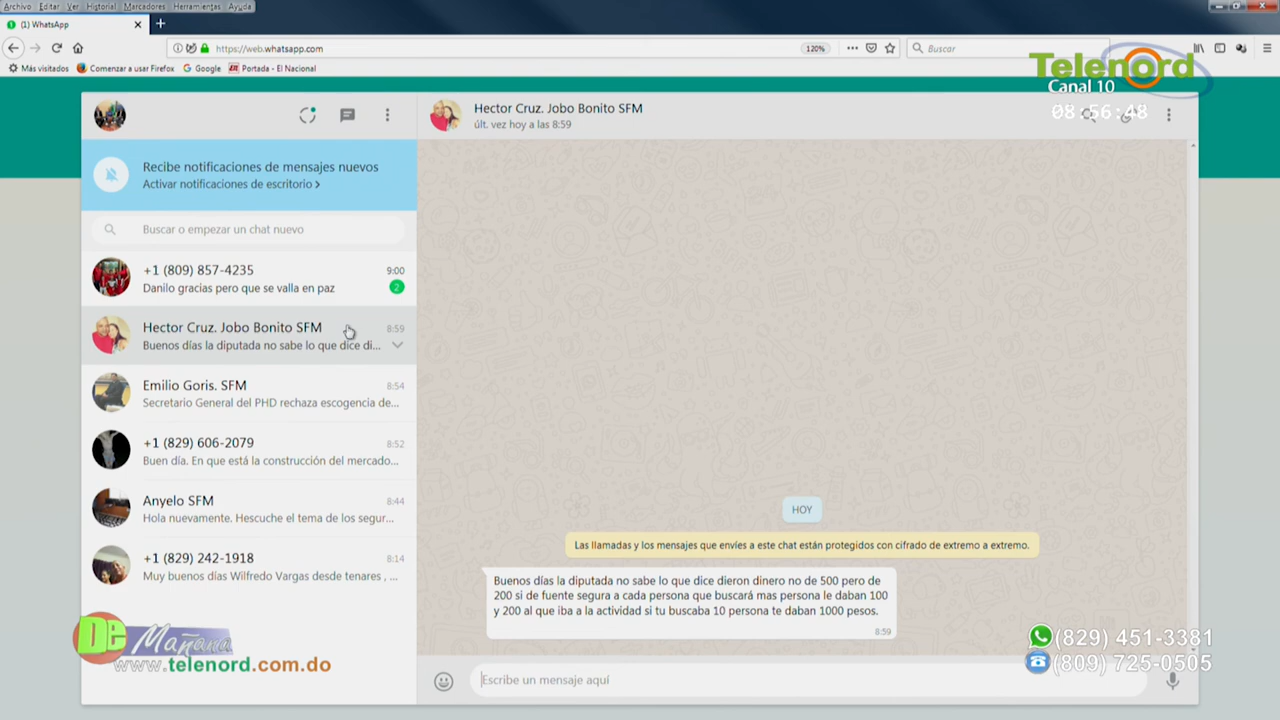 Archivo Editar Ver Historial Marcadores Herramientas Ayuda
(1) WhatsApp
https://web.whatsapp.com
120%
Buscar
Más visitados Comenzar a usar Firefox Google Portada - El Nacional
Telenord
Canal 10
08:56:48
Hector Cruz. Jobo Bonito SFM
últ. vez hoy a las 8:59
Recibe notificaciones de mensajes nuevos
Activar notificaciones de escritorio >
Buscar o empezar un chat nuevo
+1 (809) 857-4235 9:00
Danilo gracias pero que se valla en paz 2
Hector Cruz. Jobo Bonito SFM 8:59
Buenos días la diputada no sabe lo que dice di...
Emilio Goris. SFM 8:54
Secretario General del PHD rechaza escogencia de...
+1 (829) 606-2079 8:52
Buen día. En que está la construcción del mercado...
Anyelo SFM 8:44
Hola nuevamente. Hescuche el tema de los segur...
+1 (829) 242-1918 8:14
Muy buenos días Wilfredo Vargas desde tenares , ...
HOY
Las llamadas y los mensajes que envíes a este chat están protegidos con cifrado de extremo a extremo.
Buenos días la diputada no sabe lo que dice dieron dinero no de 500 pero de
200 si de fuente segura a cada persona que buscará mas persona le daban 100
y 200 al que iba a la actividad si tu buscaba 10 persona te daban 1000 pesos.
8:59
Escribe un mensaje aquí
De Mañana
www.telenord.com.do
(829) 451-3381
(809) 725-0505